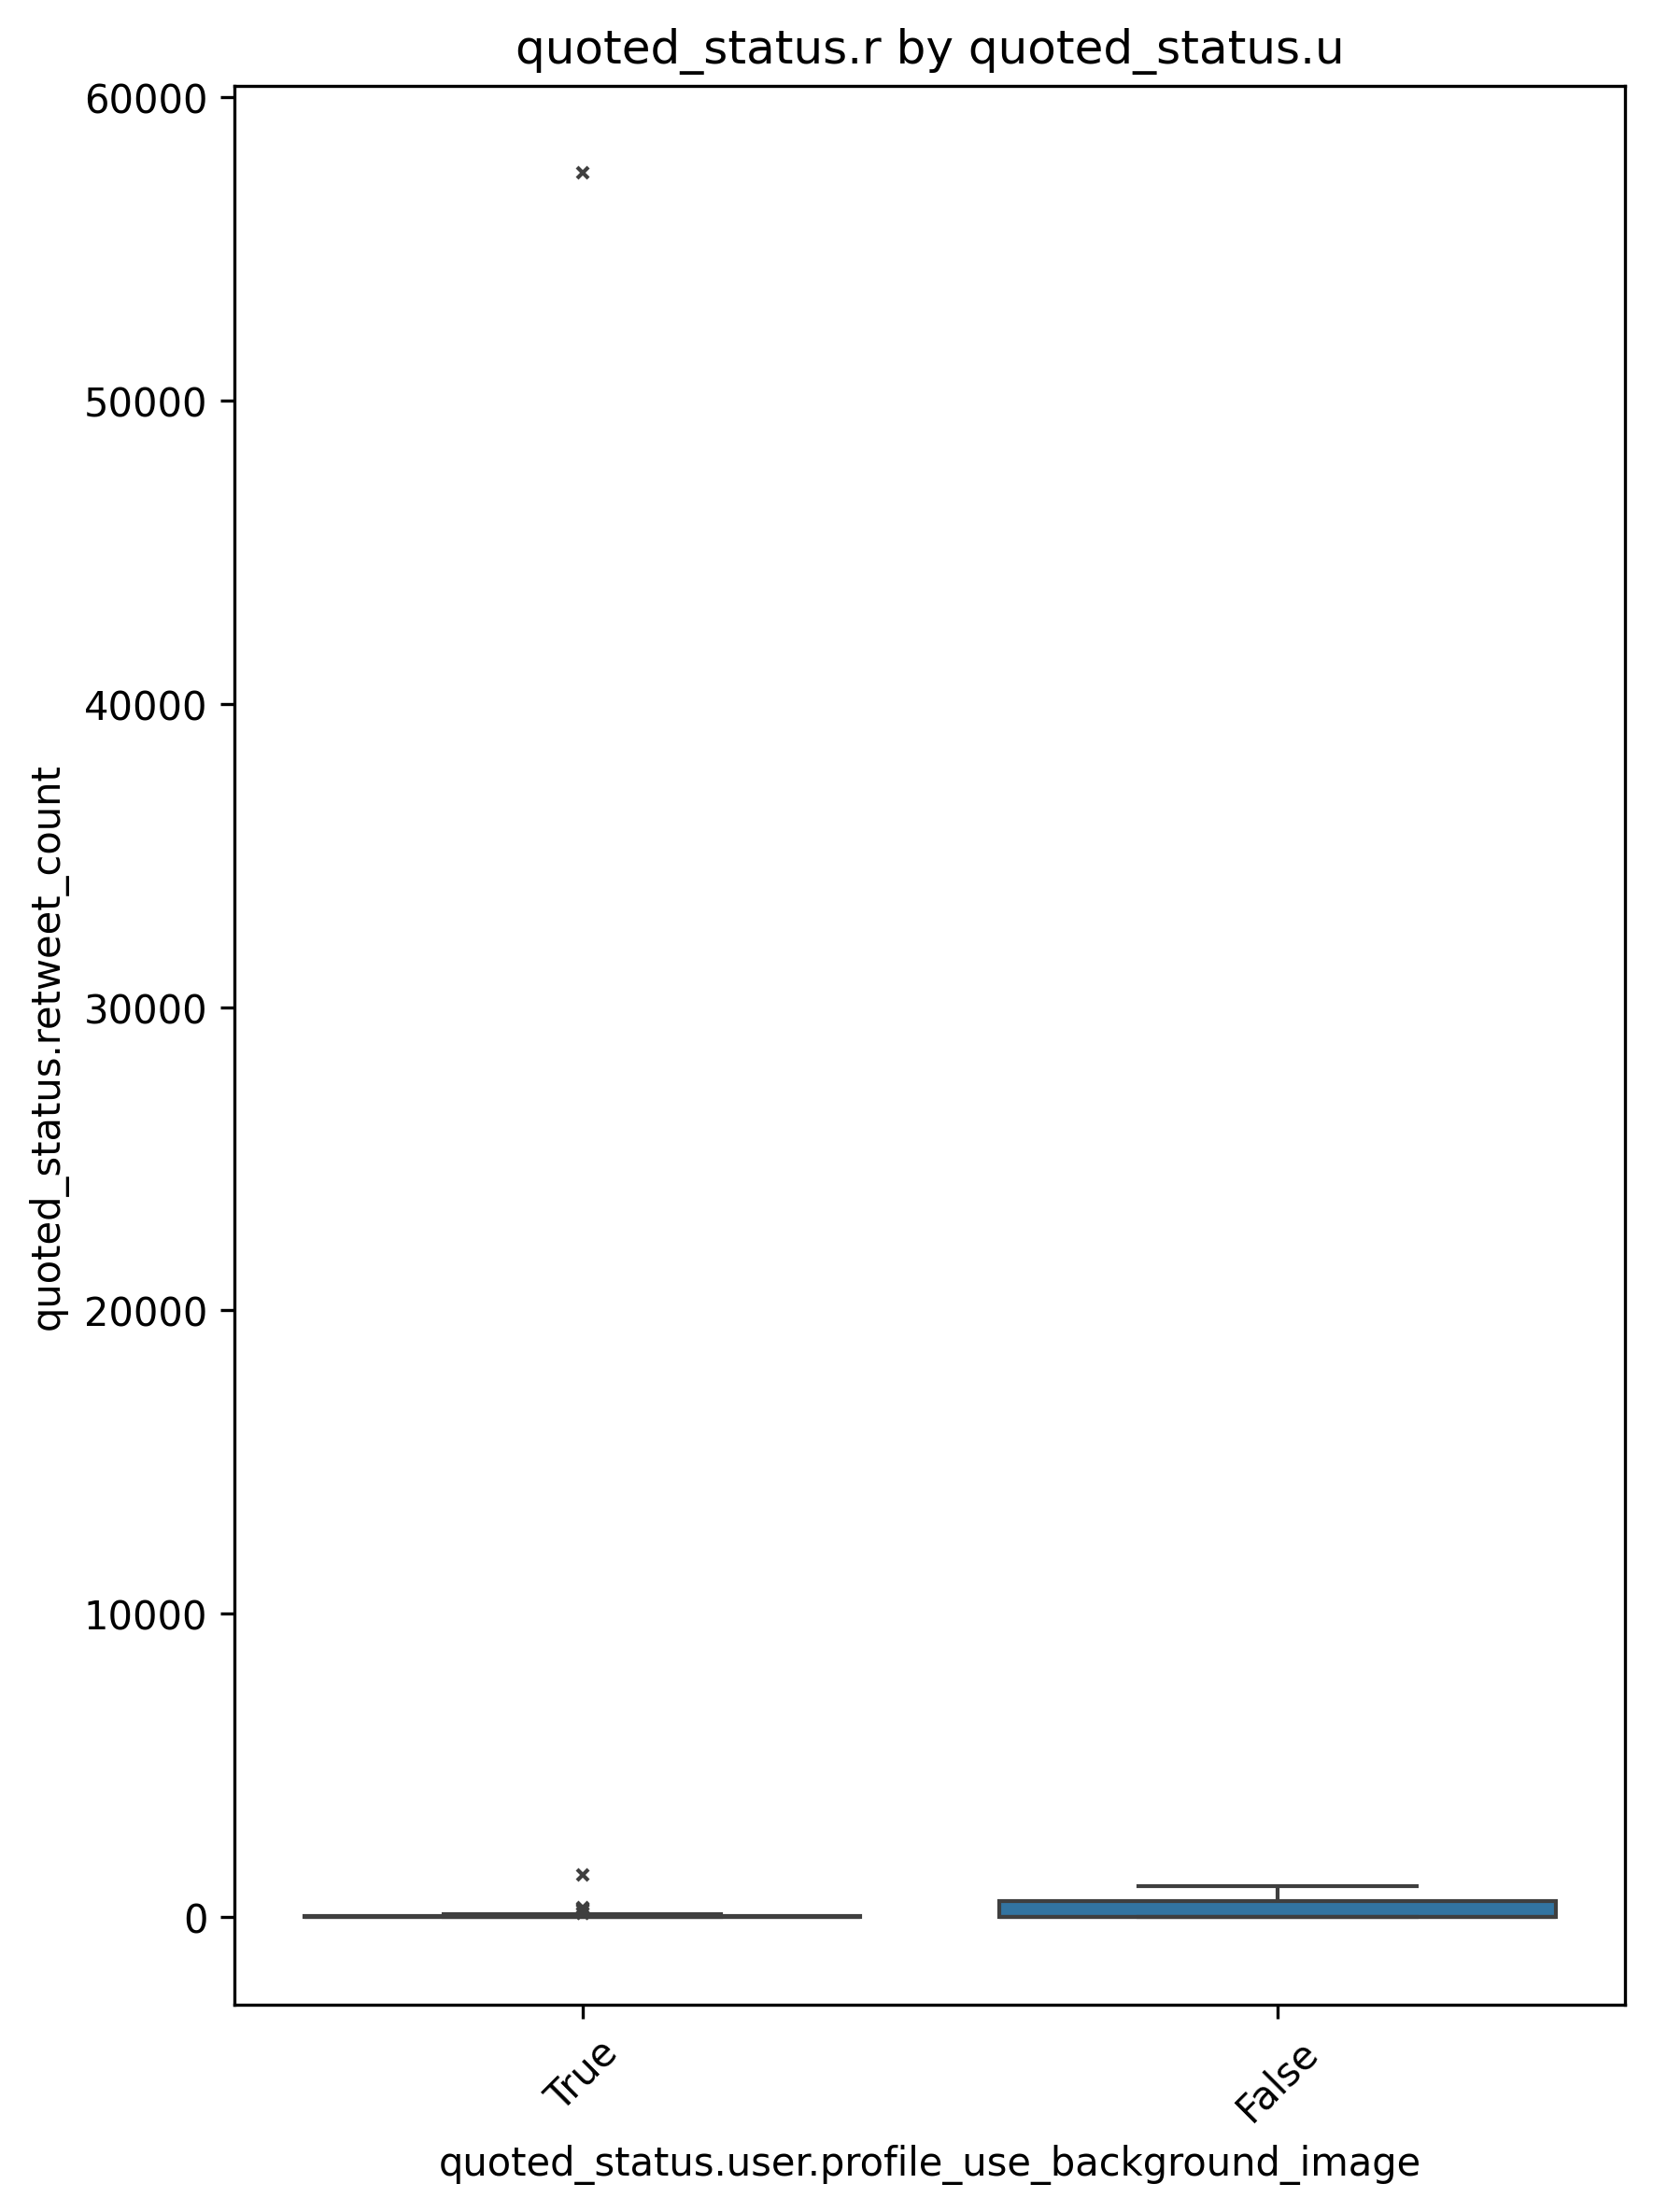 quoted_status.r by quoted_status.u
60000
50000
40000
30000
20000
10000
0
quoted_status.retweet_count
True
False
quoted_status.user.profile_use_background_image